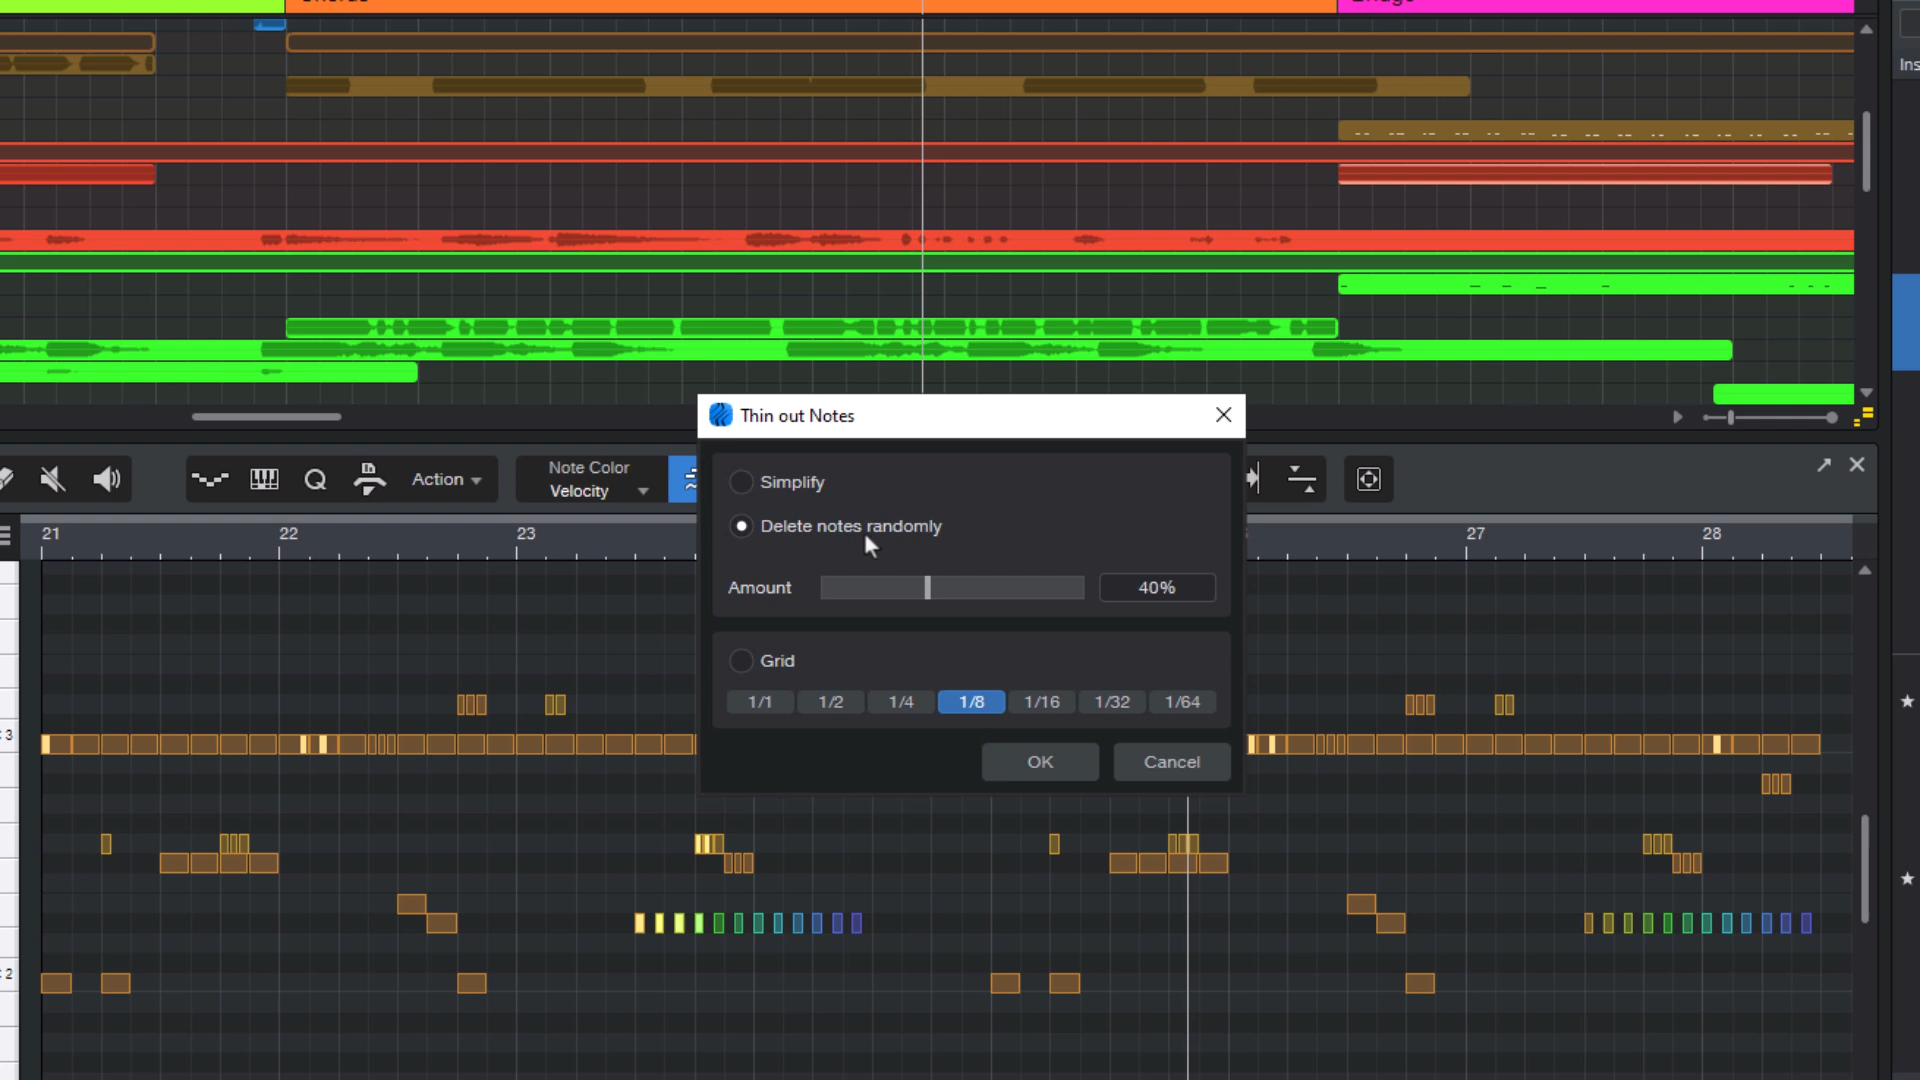 Ins
Thin out Notes
Simplify
Delete notes randomly
Amount
40%
Grid
1/1
1/2
1/4
1/8
1/16
1/32
1/64
OK
Cancel
Q
Action
Note Color
Velocity
21
22
23
27
28
3
2